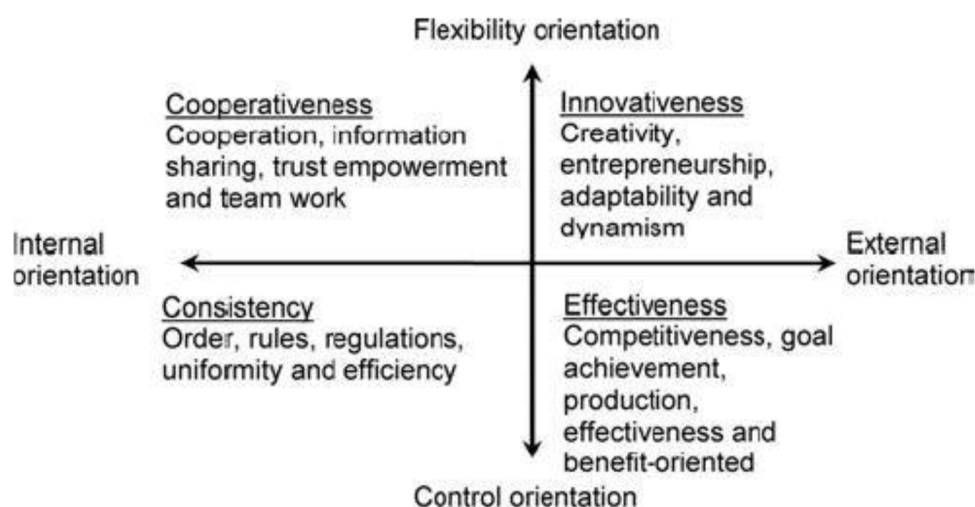 Flexibility orientation
Cooperativeness
Cooperation, information
sharing, trust empowerment
and team work
Innovativeness
Creativity,
entrepreneurship,
adaptability and
dynamism
Internal
orientation
External
orientation
Consistency
Order, rules, regulations,
uniformity and efficiency
Effectiveness
Competitiveness, goal
achievement,
production,
effectiveness and
benefit-oriented
Control orientation